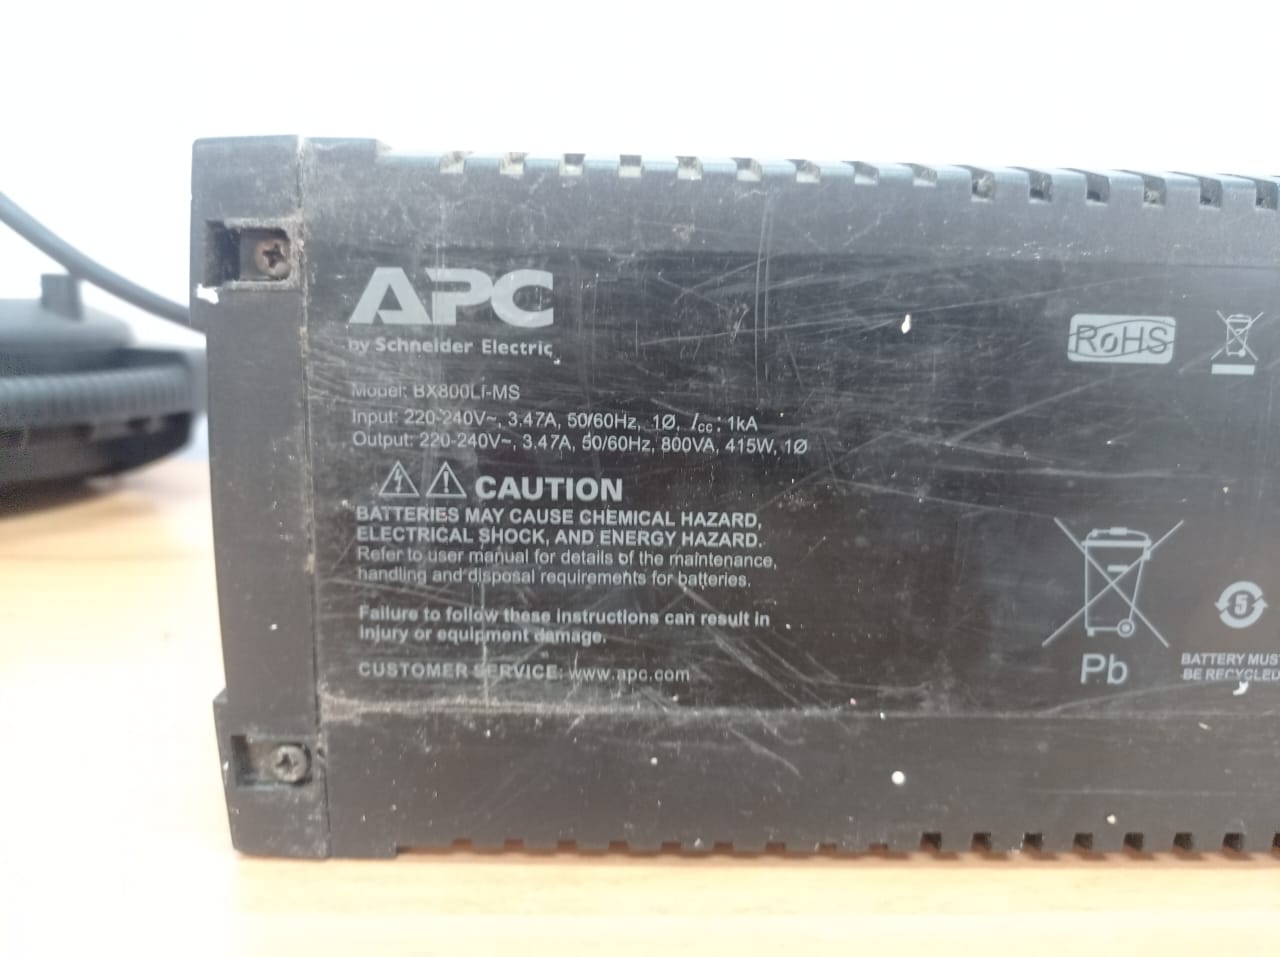 APC
by Schneider Electric
Model: BX800LI-MS
Input: 220-240V~, 3.47A, 50/60Hz, 1Ø, Icc: 1kA
Output: 220-240V~, 3.47A, 50/60Hz, 800VA, 415W, 1Ø
CAUTION
BATTERIES MAY CAUSE CHEMICAL HAZARD,
ELECTRICAL SHOCK, AND ENERGY HAZARD.
Refer to user manual for details of the maintenance,
handling and disposal requirements for batteries.
Failure to follow these instructions can result in
injury or equipment damage.
CUSTOMER SERVICE: www.apc.com
RoHS
Pb
5
BATTERY MUST
BE RECYCLED